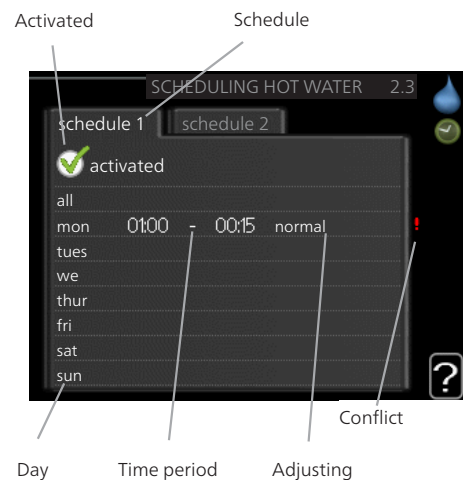 Activated Schedule
SCHEDULING HOT WATER 2.3
schedule 1 schedule 2
activated
all
mon 01:00 - 00:15 normal !
tues
we
thur
fri
sat
sun
?
Conflict
Day Time period Adjusting